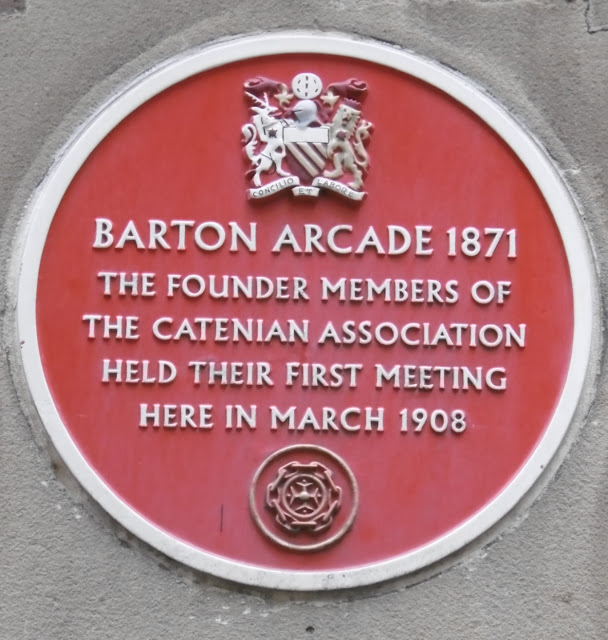 CONCILIO ET LABORE
BARTON ARCADE 1871
THE FOUNDER MEMBERS OF
THE CATENIAN ASSOCIATION
HELD THEIR FIRST MEETING
HERE IN MARCH 1908